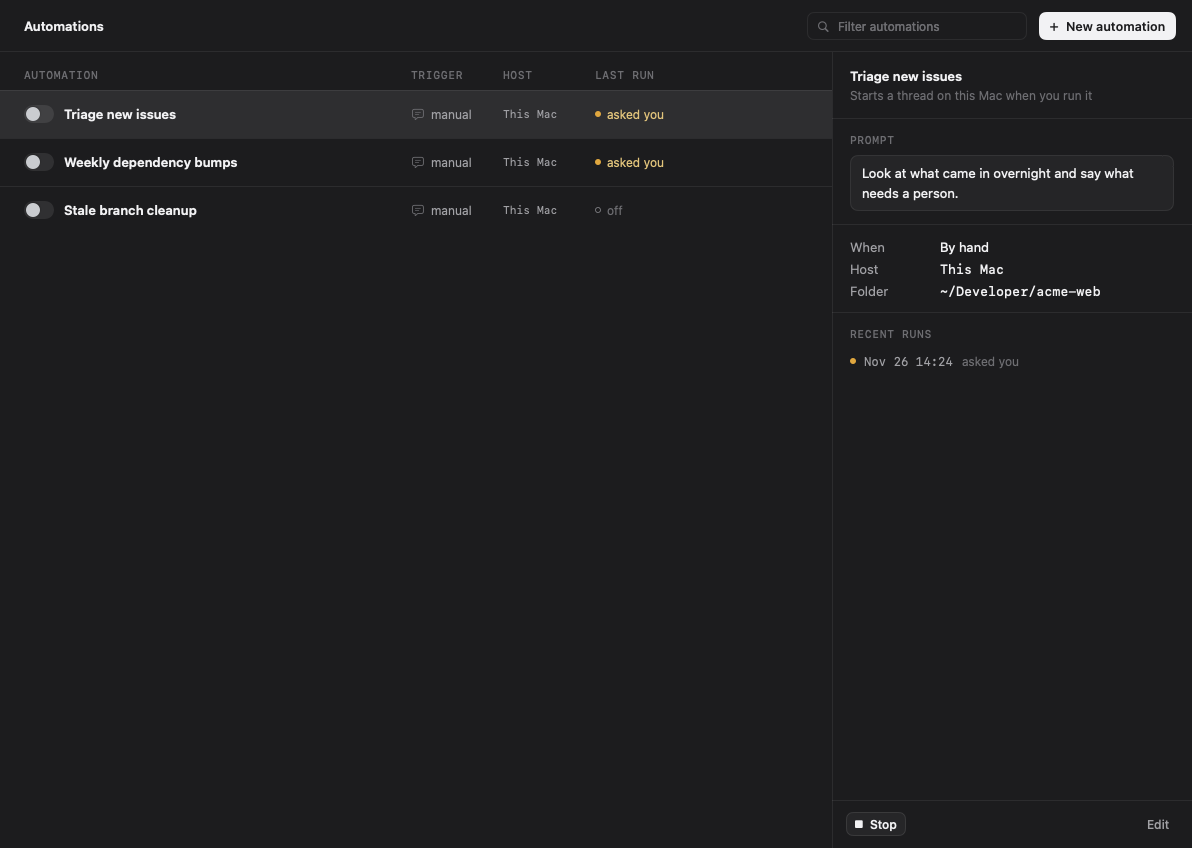 Automations
Filter automations
+ New automation
AUTOMATION TRIGGER HOST LAST RUN
Triage new issues manual This Mac asked you
Weekly dependency bumps manual This Mac asked you
Stale branch cleanup manual This Mac off
Triage new issues
Starts a thread on this Mac when you run it
PROMPT
Look at what came in overnight and say what
needs a person.
When By hand
Host This Mac
Folder ~/Developer/acme-web
RECENT RUNS
Nov 26 14:24 asked you
Stop
Edit